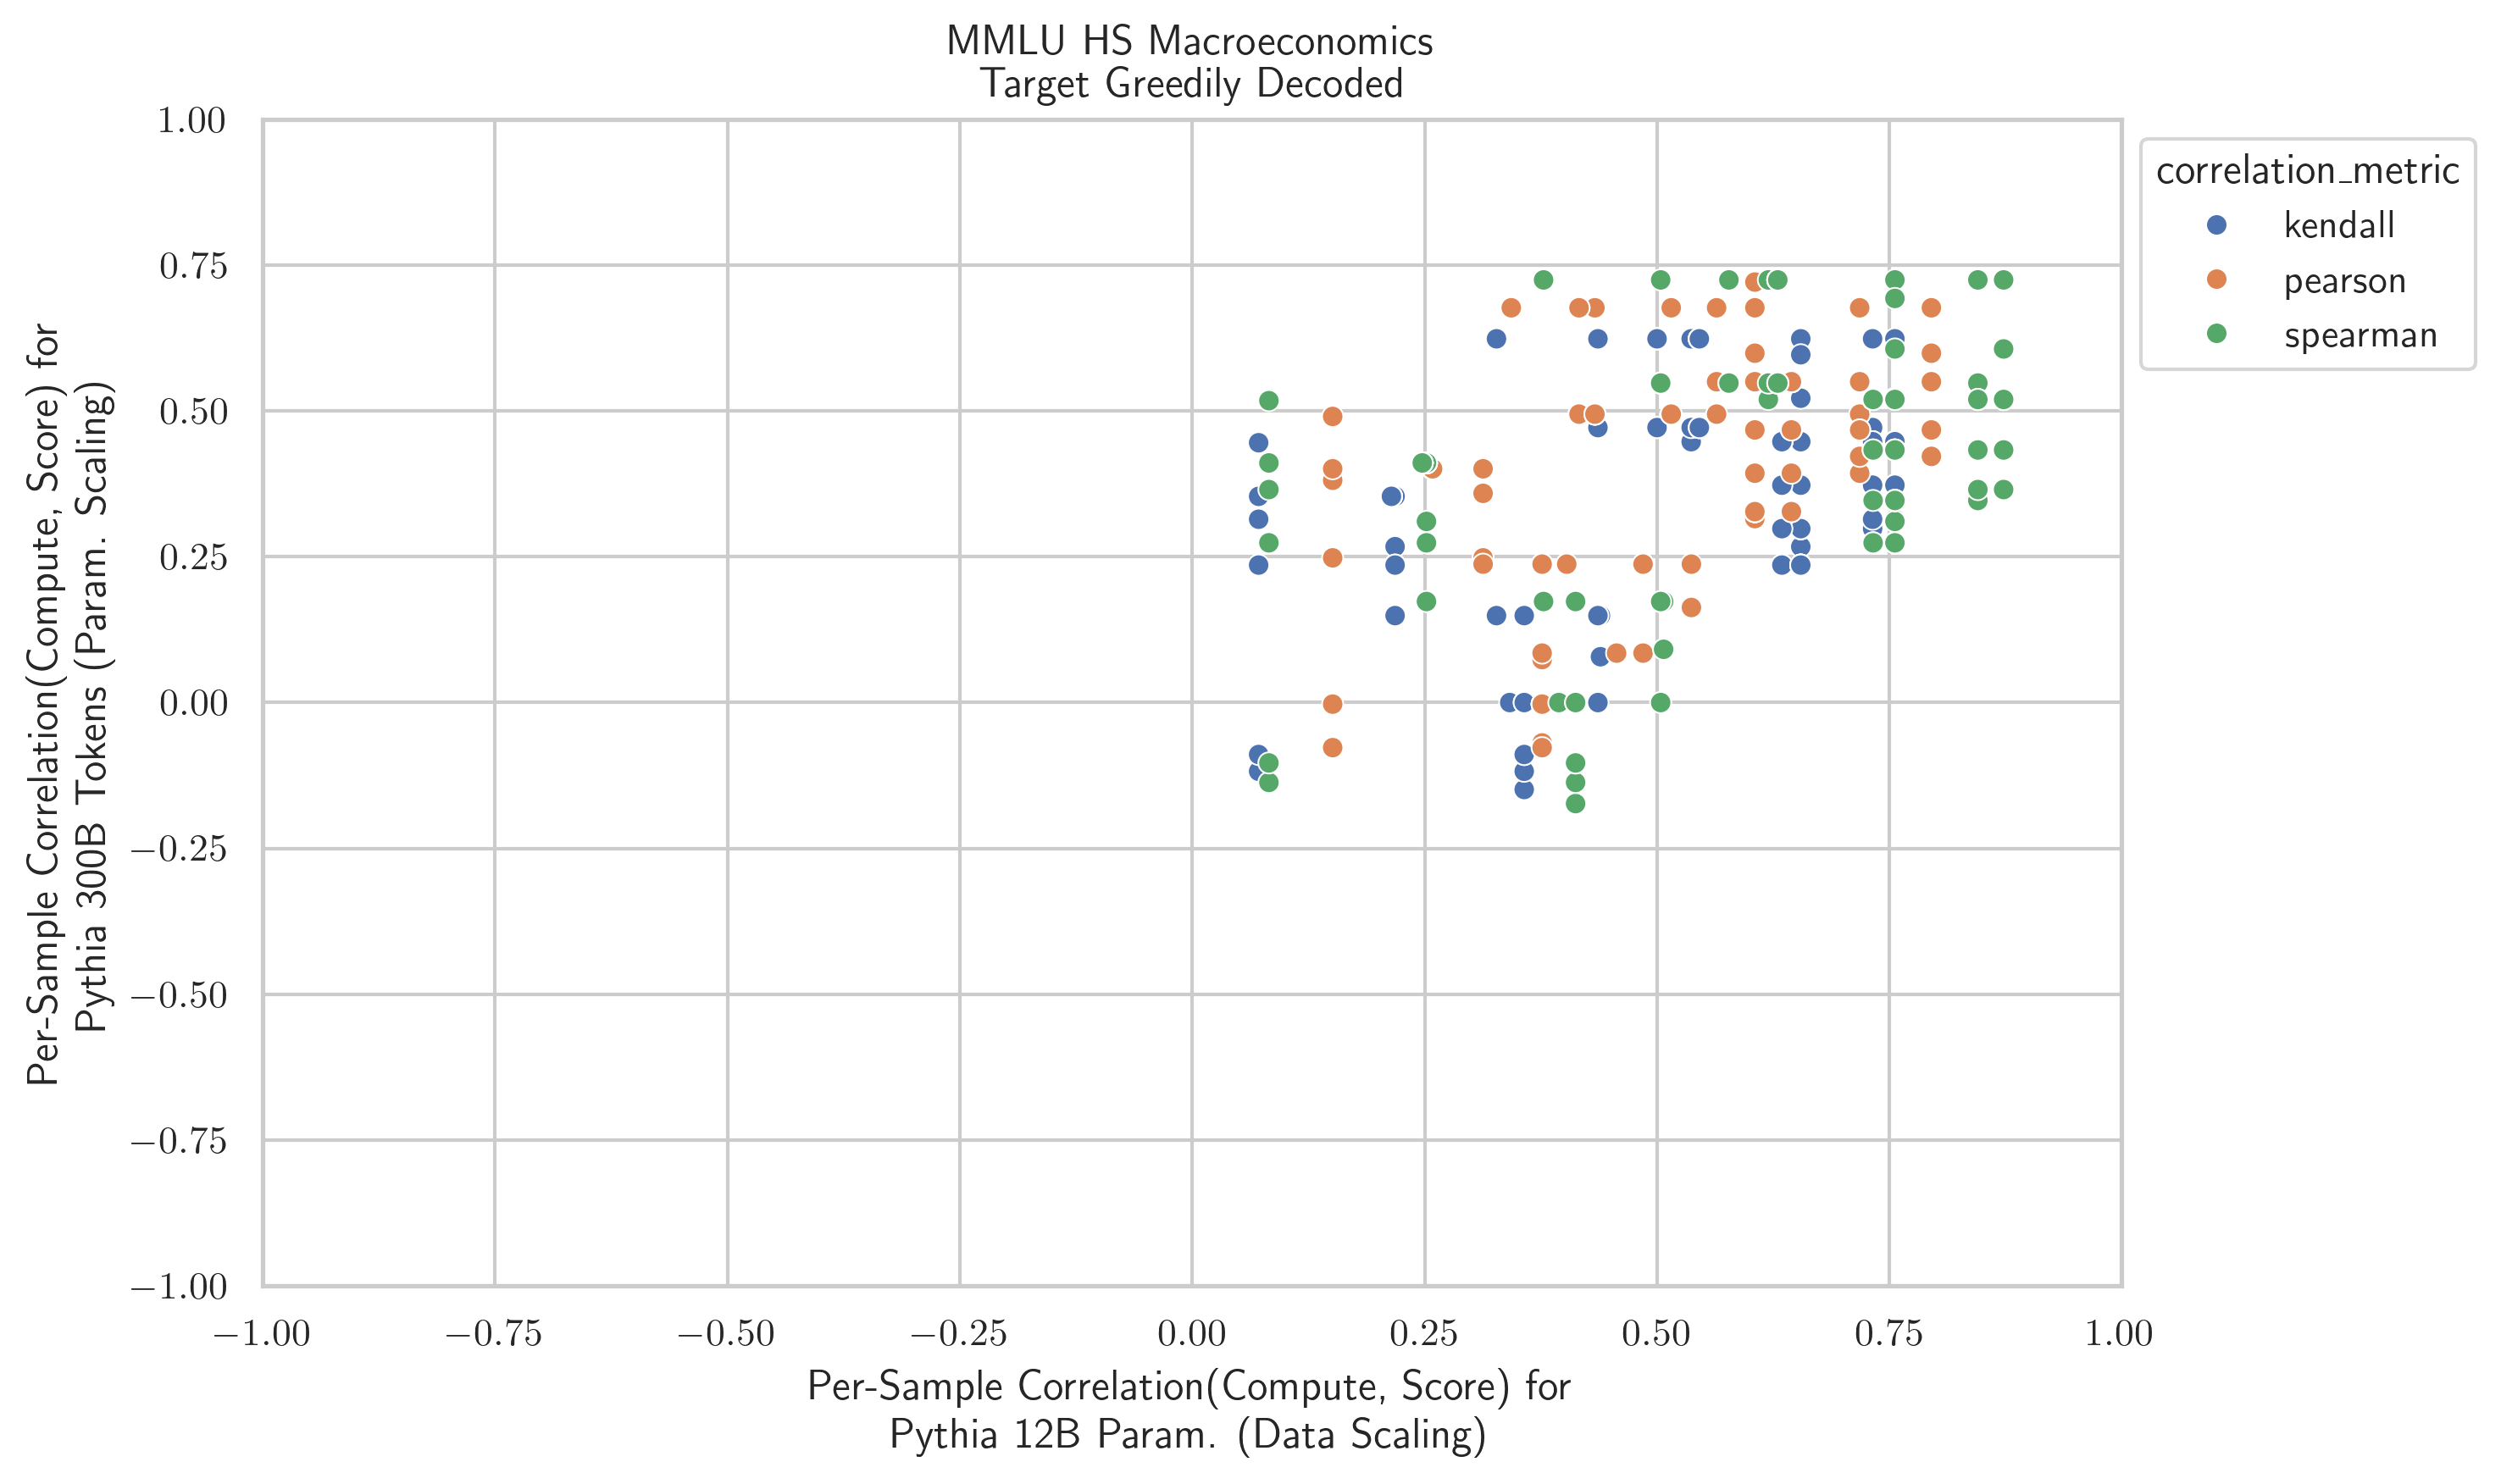 MMLU HS Macroeconomics
Target Greedily Decoded
Per-Sample Correlation(Compute, Score) for
Pythia 300B Tokens (Param. Scaling)
1.00
0.75
0.50
0.25
0.00
−0.25
−0.50
−0.75
−1.00
−1.00 −0.75 −0.50 −0.25 0.00 0.25 0.50 0.75 1.00
Per-Sample Correlation(Compute, Score) for
Pythia 12B Param. (Data Scaling)
correlation_metric
kendall
pearson
spearman